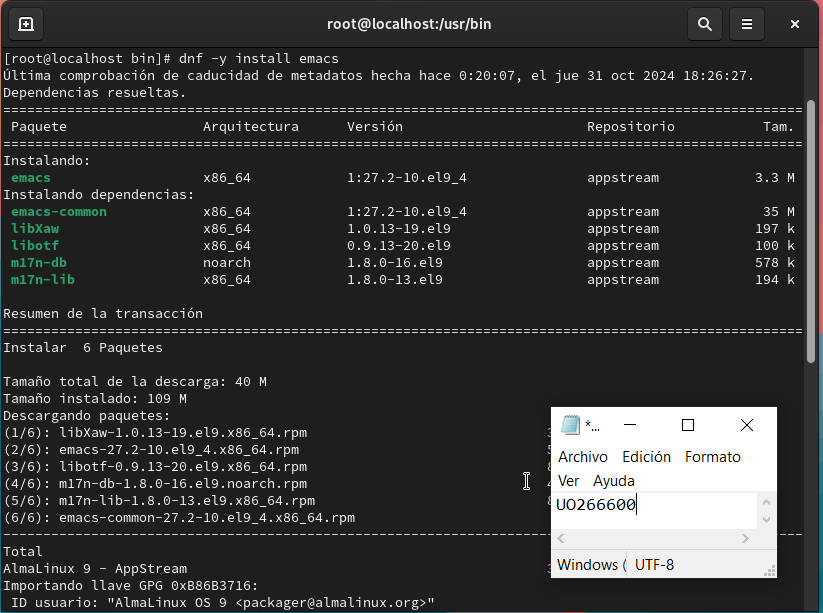 root@localhost:/usr/bin
[root@localhost bin]# dnf -y install emacs
Última comprobación de caducidad de metadatos hecha hace 0:20:07, el jue 31 oct 2024 18:26:27.
Dependencias resueltas.
================================================================================
Paquete Arquitectura Versión Repositorio Tam.
================================================================================
Instalando:
emacs x86_64 1:27.2-10.el9_4 appstream 3.3 M
Instalando dependencias:
emacs-common x86_64 1:27.2-10.el9_4 appstream 35 M
libXaw x86_64 1.0.13-19.el9 appstream 197 k
libotf x86_64 0.9.13-20.el9 appstream 100 k
m17n-db noarch 1.8.0-16.el9 appstream 578 k
m17n-lib x86_64 1.8.0-13.el9 appstream 194 k
Resumen de la transacción
================================================================================
Instalar 6 Paquetes
Tamaño total de la descarga: 40 M
Tamaño instalado: 109 M
Descargando paquetes:
(1/6): libXaw-1.0.13-19.el9.x86_64.rpm
(2/6): emacs-27.2-10.el9_4.x86_64.rpm
(3/6): libotf-0.9.13-20.el9.x86_64.rpm
(4/6): m17n-db-1.8.0-16.el9.noarch.rpm
(5/6): m17n-lib-1.8.0-13.el9.x86_64.rpm
(6/6): emacs-common-27.2-10.el9_4.x86_64.rpm
--------------------------------------------------------------------------------
Total
AlmaLinux 9 - AppStream
Importando llave GPG 0xB86B3716:
ID usuario: "AlmaLinux OS 9 <packager@almalinux.org>"
*...
Archivo Edición Formato
Ver Ayuda
UO266600
Windows ( UTF-8